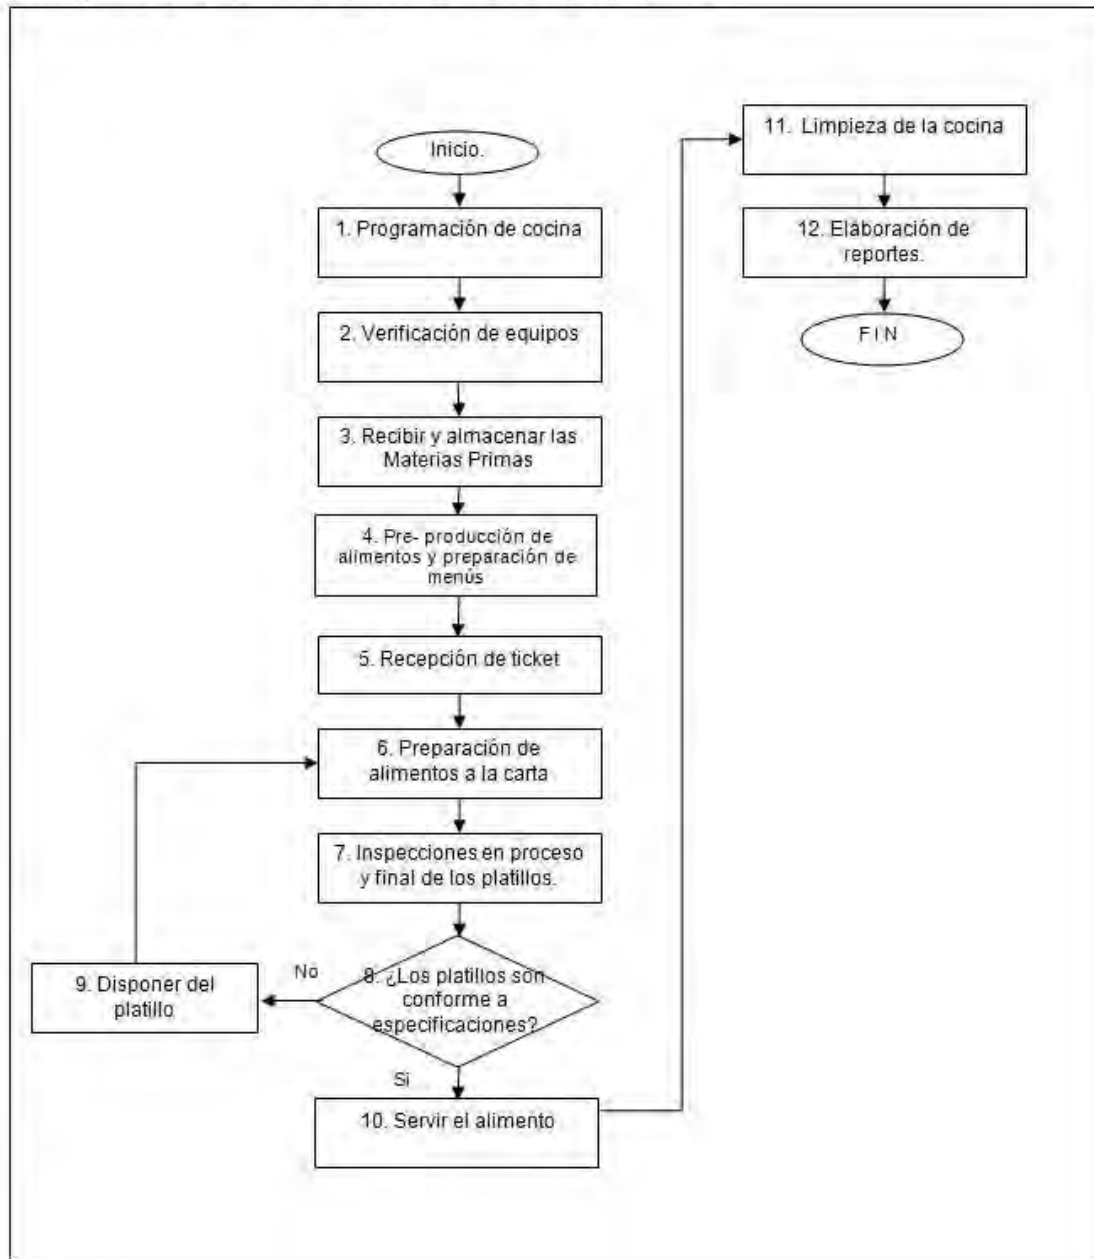 Inicio.
1. Programación de cocina
2. Verificación de equipos
3. Recibir y almacenar las
Materias Primas
4. Pre- producción de
alimentos y preparación de
menús
5. Recepción de ticket
6. Preparación de
alimentos a la carta
7. Inspecciones en proceso
y final de los platillos.
8. ¿Los platillos son
conforme a
especificaciones?
No
9. Disponer del
platillo
Si
10. Servir el alimento
11. Limpieza de la cocina
12. Elaboración de
reportes.
F I N